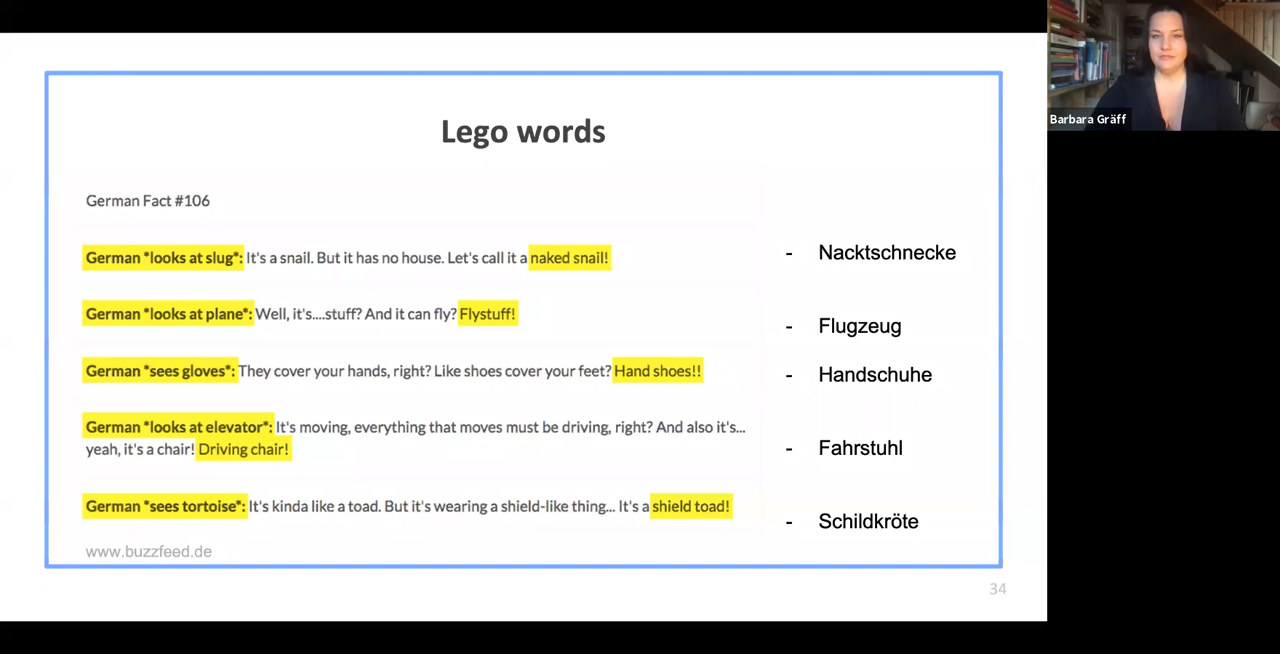 Lego words
German Fact #106
German *looks at slug*: It's a snail. But it has no house. Let's call it a naked snail!
German *looks at plane*: Well, it's....stuff? And it can fly? Flystuff!
German *sees gloves*: They cover your hands, right? Like shoes cover your feet? Hand shoes!!
German *looks at elevator*: It's moving, everything that moves must be driving, right? And also it's...
yeah, it's a chair! Driving chair!
German *sees tortoise*: It's kinda like a toad. But it's wearing a shield-like thing... It's a shield toad!
www.buzzfeed.de
- Nacktschnecke
- Flugzeug
- Handschuhe
- Fahrstuhl
- Schildkröte
34
Barbara Gräff